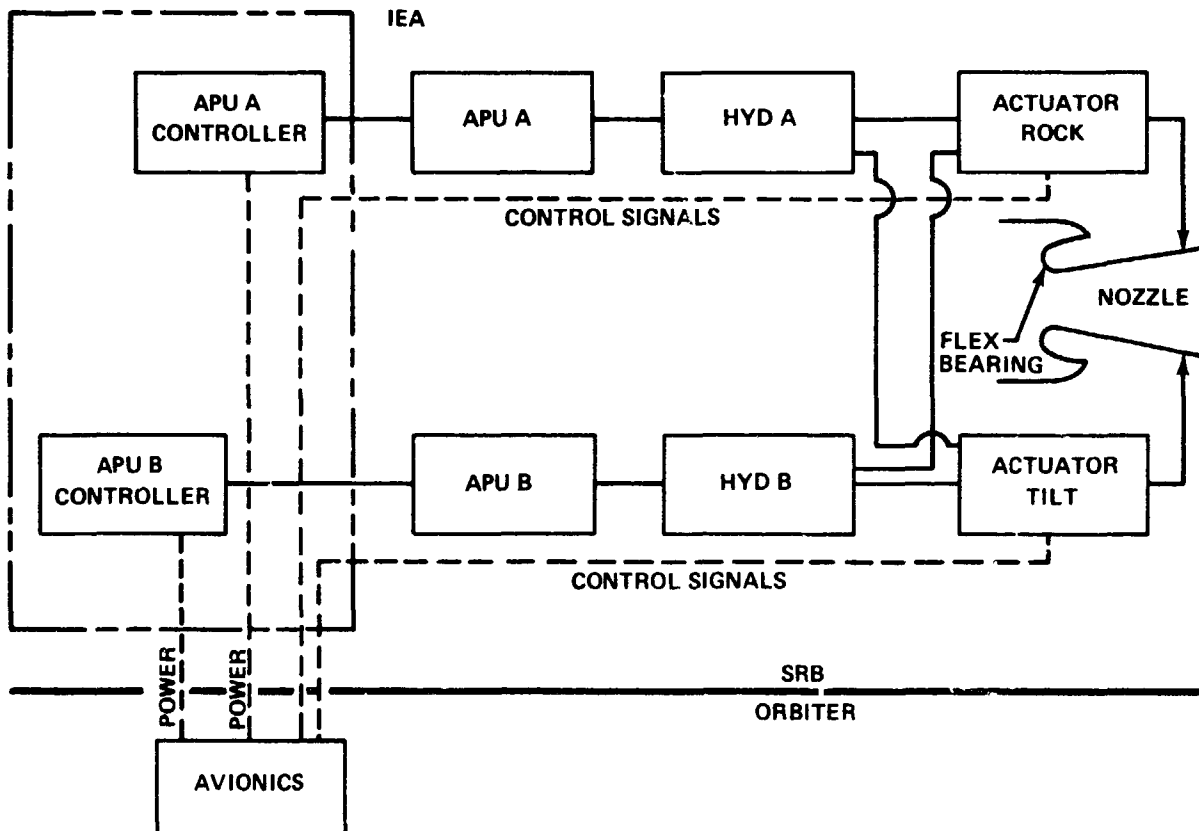 IEA
APU A
CONTROLLER
APU A
HYD A
ACTUATOR
ROCK
CONTROL SIGNALS
NOZZLE
FLEX
BEARING
APU B
CONTROLLER
APU B
HYD B
ACTUATOR
TILT
CONTROL SIGNALS
POWER
POWER
SRB
ORBITER
AVIONICS